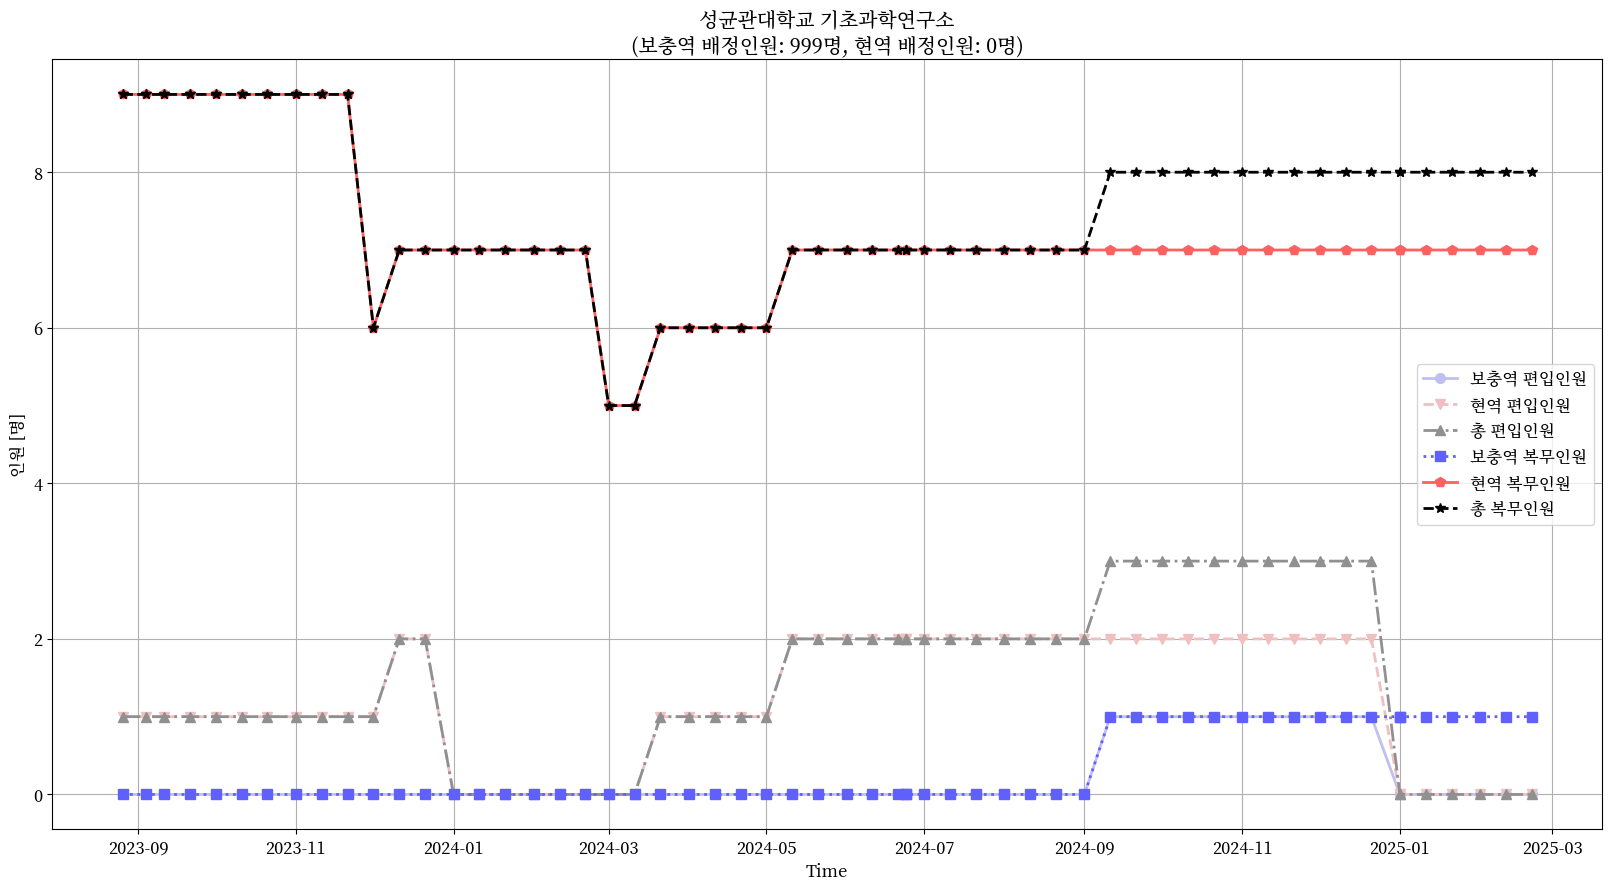 성균관대학교 기초과학연구소
(보충역 배정인원: 999명, 현역 배정인원: 0명)
인원 [명]
8
6
4
2
0
보충역 편입인원
현역 편입인원
총 편입인원
보충역 복무인원
현역 복무인원
총 복무인원
2023-09
2023-11
2024-01
2024-03
2024-05
2024-07
2024-09
2024-11
2025-01
2025-03
Time